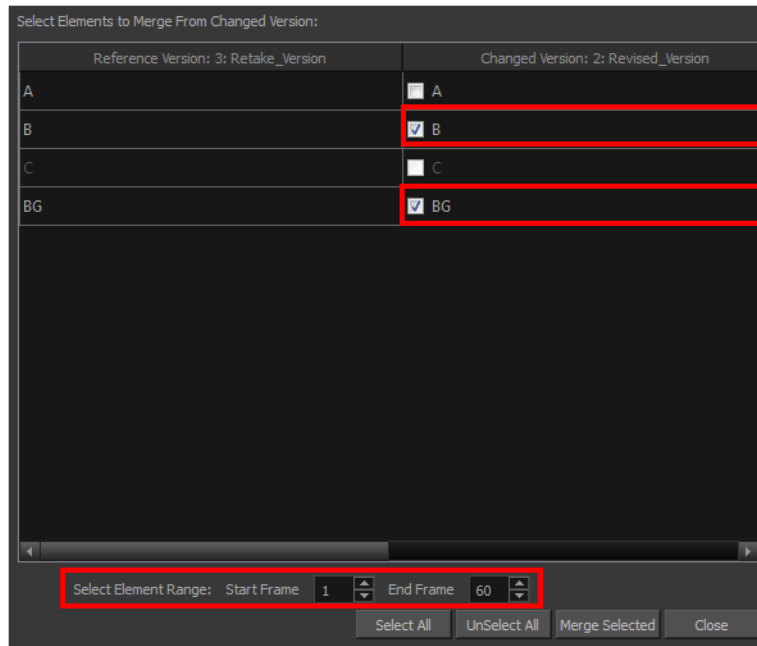 Select Elements to Merge From Changed Version:
Reference Version: 3: Retake_Version Changed Version: 2: Revised_Version
A A
B B
C C
BG BG
Select Element Range: Start Frame 1 End Frame 60
Select All UnSelect All Merge Selected Close